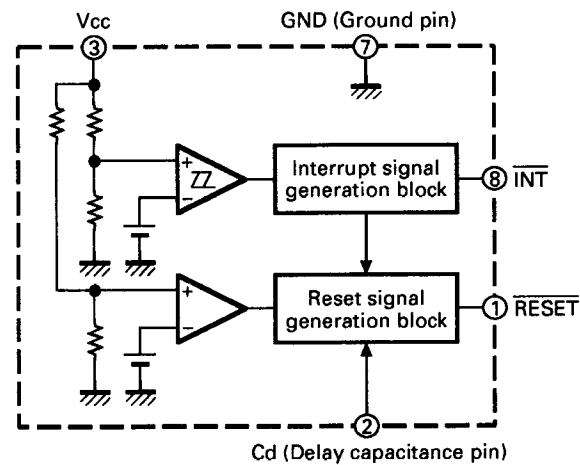 Vcc
GND (Ground pin)
3
7
+
−
Interrupt signal
generation block
8 INT
+
−
Reset signal
generation block
1 RESET
2
Cd (Delay capacitance pin)